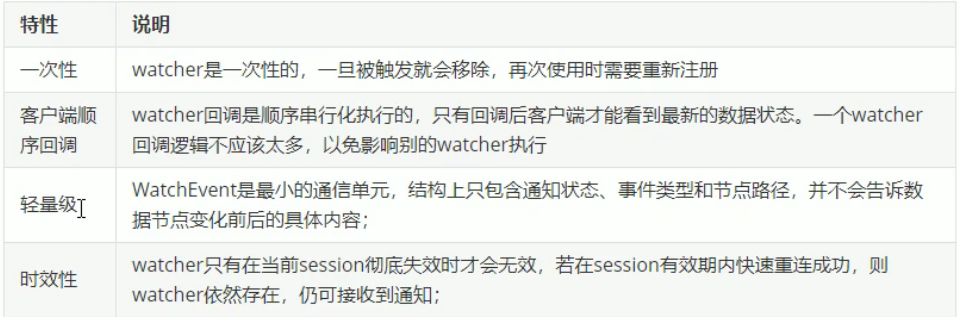 特性 说明
一次性 watcher是一次性的，一旦被触发就会移除，再次使用时需要重新注册
客户端顺 watcher回调是顺序串行化执行的，只有回调后客户端才能看到最新的数据状态。一个watcher
序回调 回调逻辑不应该太多，以免影响别的watcher执行
轻量级 WatchEvent是最小的通信单元，结构上只包含通知状态、事件类型和节点路径，并不会告诉数
据节点变化前后的具体内容；
时效性 watcher只有在当前session彻底失效时才会无效，若在session有效期内快速重连成功，则
watcher依然存在，仍可接收到通知；